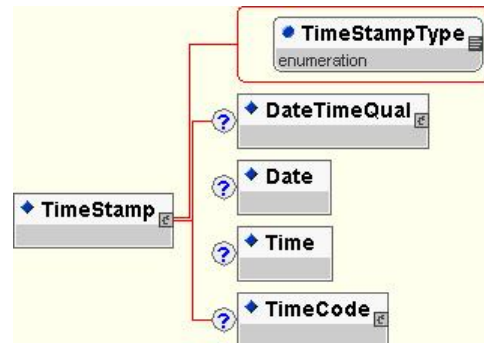 TimeStampType
enumeration
? DateTimeQual
? Date
TimeStamp
? Time
? TimeCode